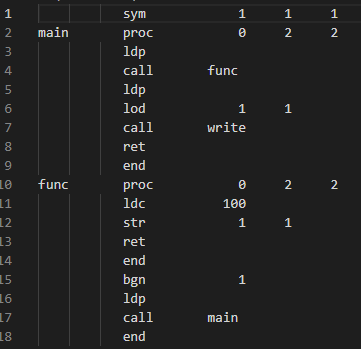 1 sym 1 1 1
2 main proc 0 2 2
3 ldp
4 call func
5 ldp
6 lod 1 1
7 call write
8 ret
9 end
10 func proc 0 2 2
11 ldc 100
12 str 1 1
13 ret
14 end
15 bgn 1
16 ldp
17 call main
18 end